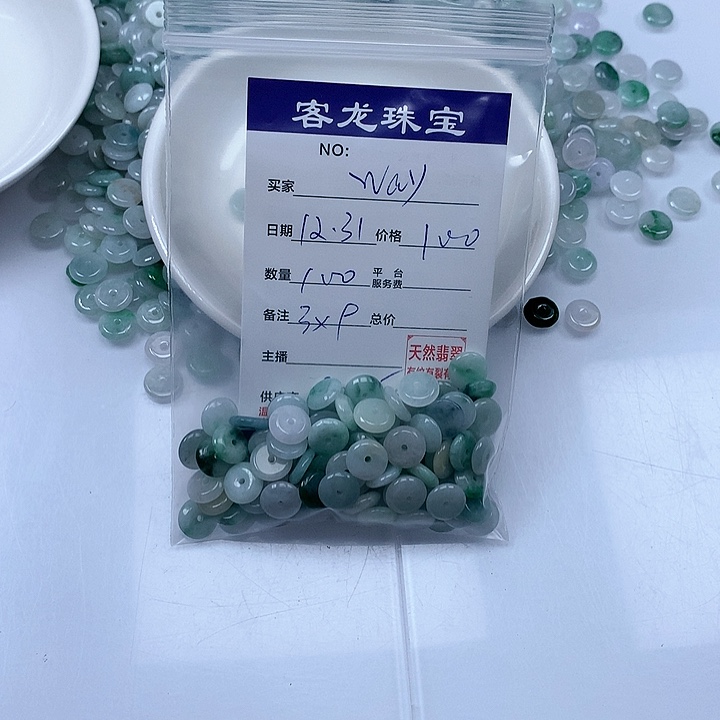 客龙珠宝
NO:
买家 Way
日期 12.31 价格 100
数量 100 平台服务费
备注 3×P 总价
主播
天然翡翠